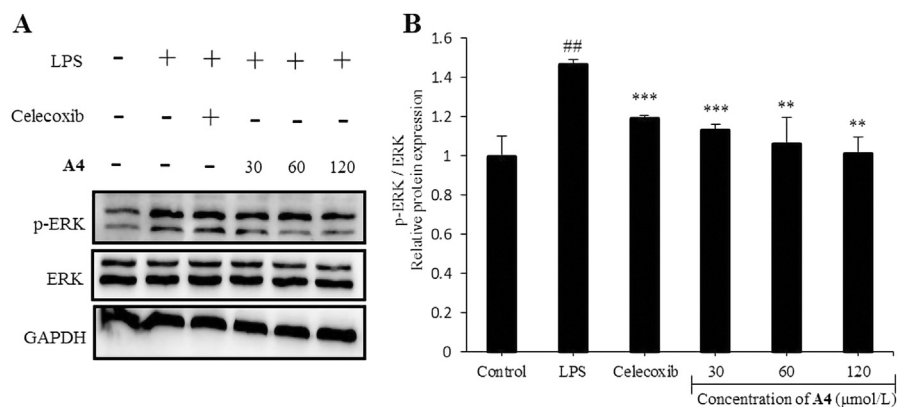 A
LPS - + + + + +
Celecoxib - - + - - -
A4 - - - 30 60 120
p-ERK
ERK
GAPDH
B
p-ERK / ERK
Relative protein expression
1.6
1.4
1.2
1
0.8
0.6
0.4
0.2
0
##
***
***
**
**
Control LPS Celecoxib 30 60 120
Concentration of A4 (μmol/L)